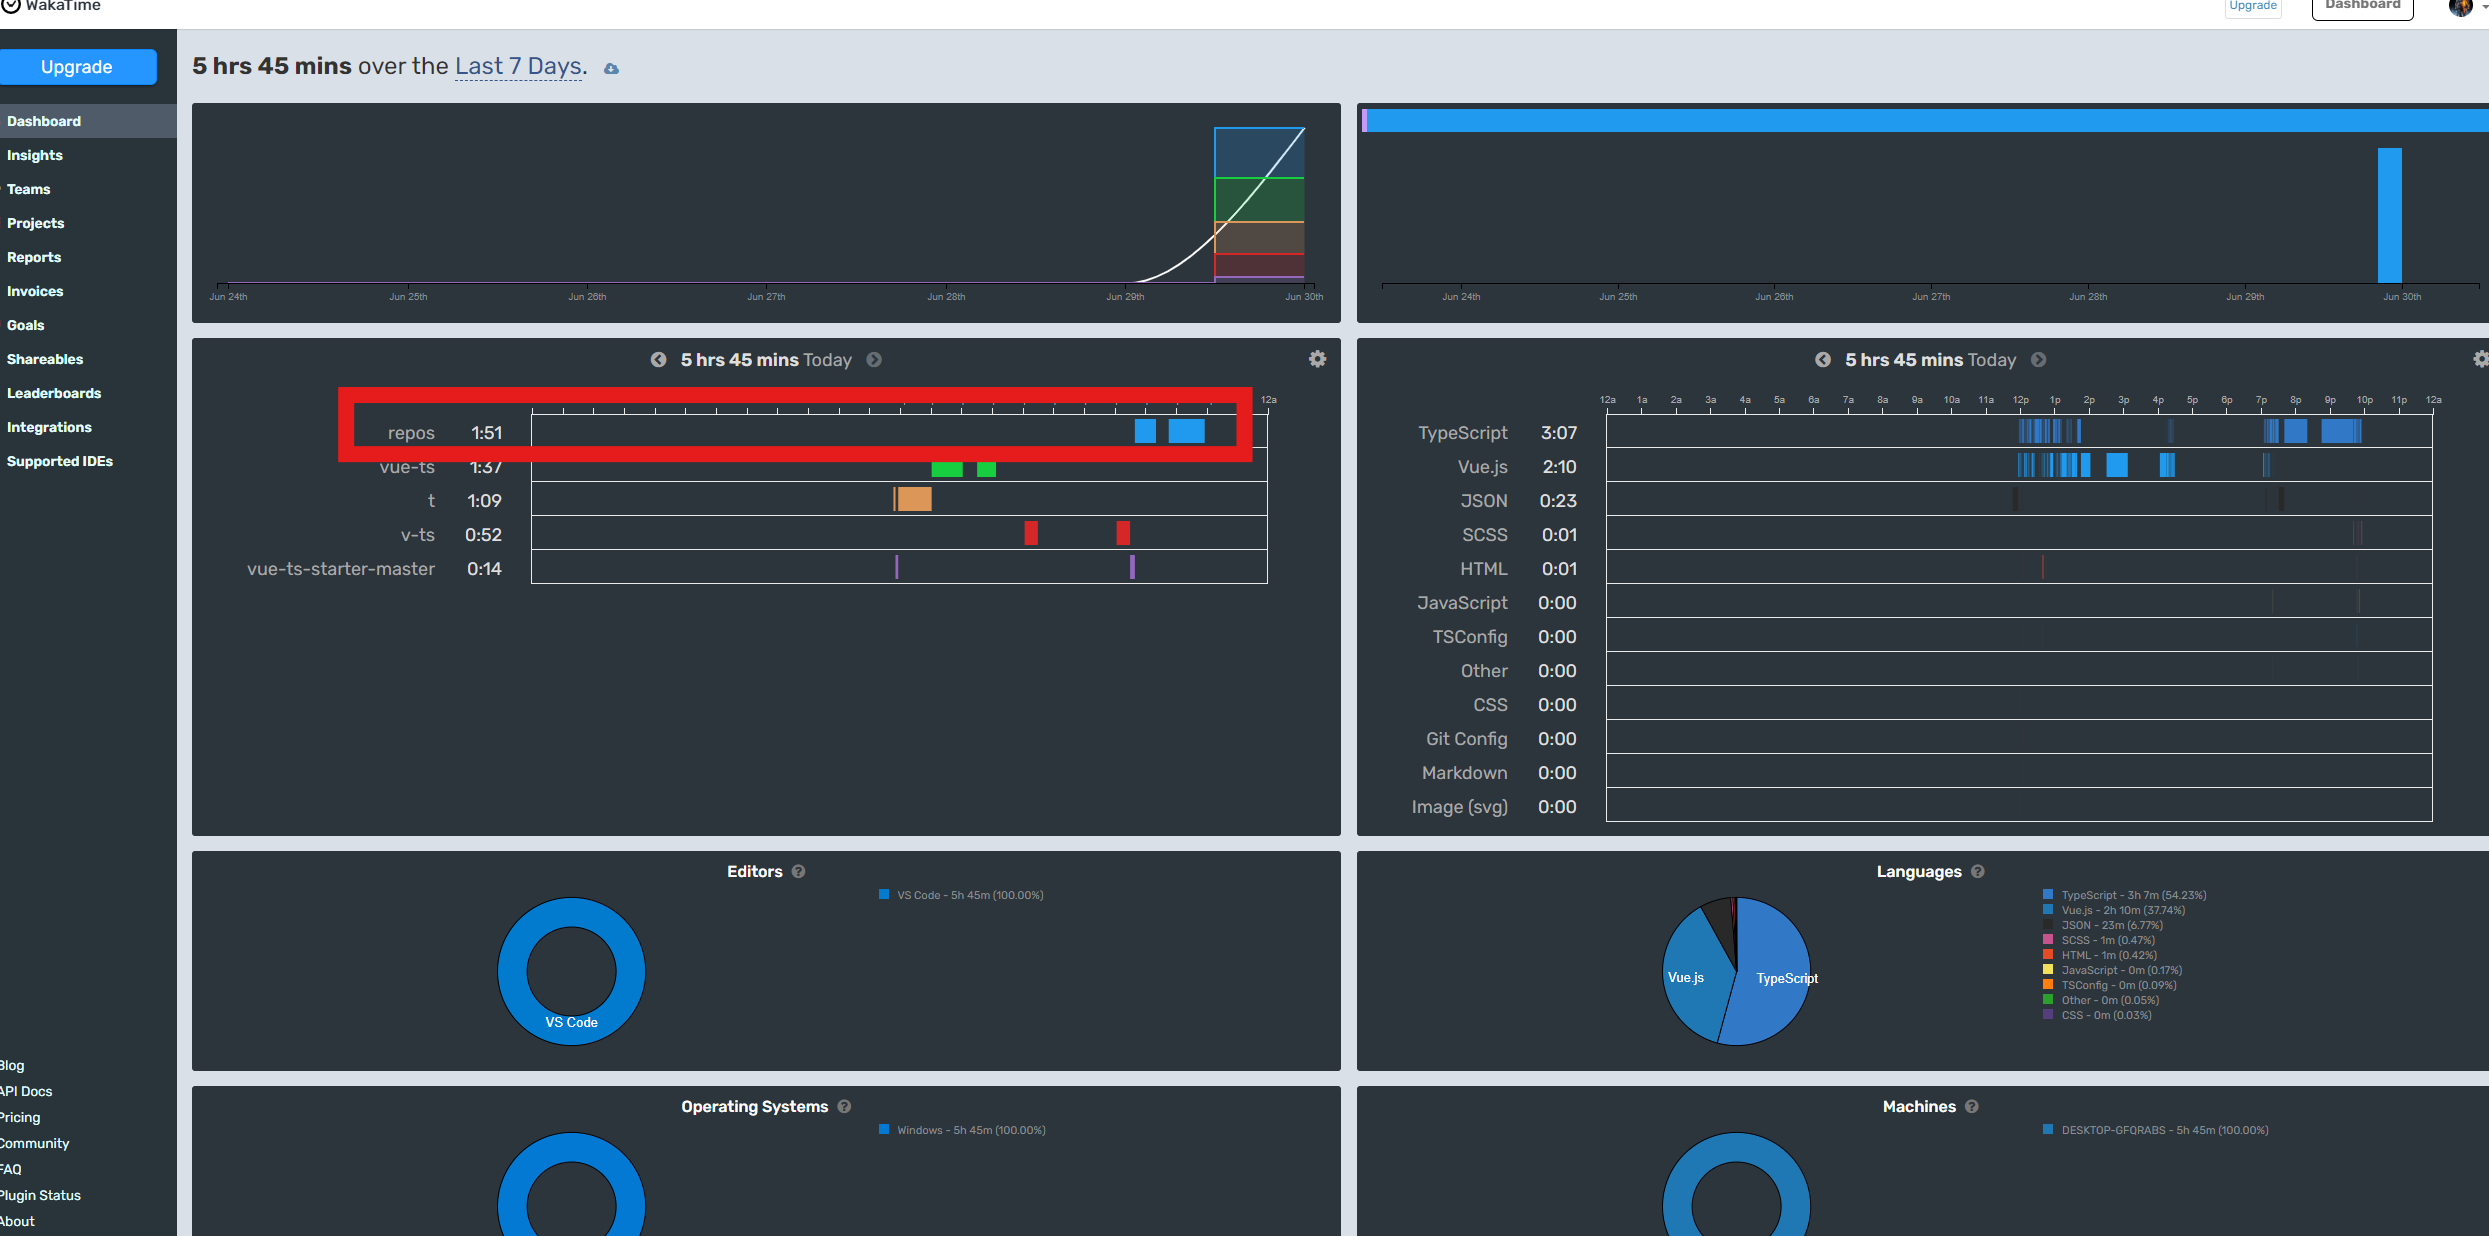 WakaTime
Upgrade
Dashboard
Upgrade
Dashboard
Insights
Teams
Projects
Reports
Invoices
Goals
Shareables
Leaderboards
Integrations
Supported IDEs
Blog
API Docs
Pricing
Community
FAQ
Plugin Status
About
5 hrs 45 mins over the Last 7 Days.
Jun 24th Jun 25th Jun 26th Jun 27th Jun 28th Jun 29th Jun 30th
Jun 24th Jun 25th Jun 26th Jun 27th Jun 28th Jun 29th Jun 30th
5 hrs 45 mins Today
12a
repos 1:51
vue-ts 1:37
t 1:09
v-ts 0:52
vue-ts-starter-master 0:14
5 hrs 45 mins Today
12a 1a 2a 3a 4a 5a 6a 7a 8a 9a 10a 11a 12p 1p 2p 3p 4p 5p 6p 7p 8p 9p 10p 11p 12a
TypeScript 3:07
Vue.js 2:10
JSON 0:23
SCSS 0:01
HTML 0:01
JavaScript 0:00
TSConfig 0:00
Other 0:00
CSS 0:00
Git Config 0:00
Markdown 0:00
Image (svg) 0:00
Editors ?
VS Code - 5h 45m (100.00%)
VS Code
Languages ?
TypeScript - 3h 7m (54.23%)
Vue.js - 2h 10m (37.74%)
JSON - 23m (6.77%)
SCSS - 1m (0.47%)
HTML - 1m (0.42%)
JavaScript - 0m (0.17%)
TSConfig - 0m (0.09%)
Other - 0m (0.05%)
CSS - 0m (0.03%)
Vue.js
TypeScript
Operating Systems ?
Windows - 5h 45m (100.00%)
Machines ?
DESKTOP-GFQRABS - 5h 45m (100.00%)